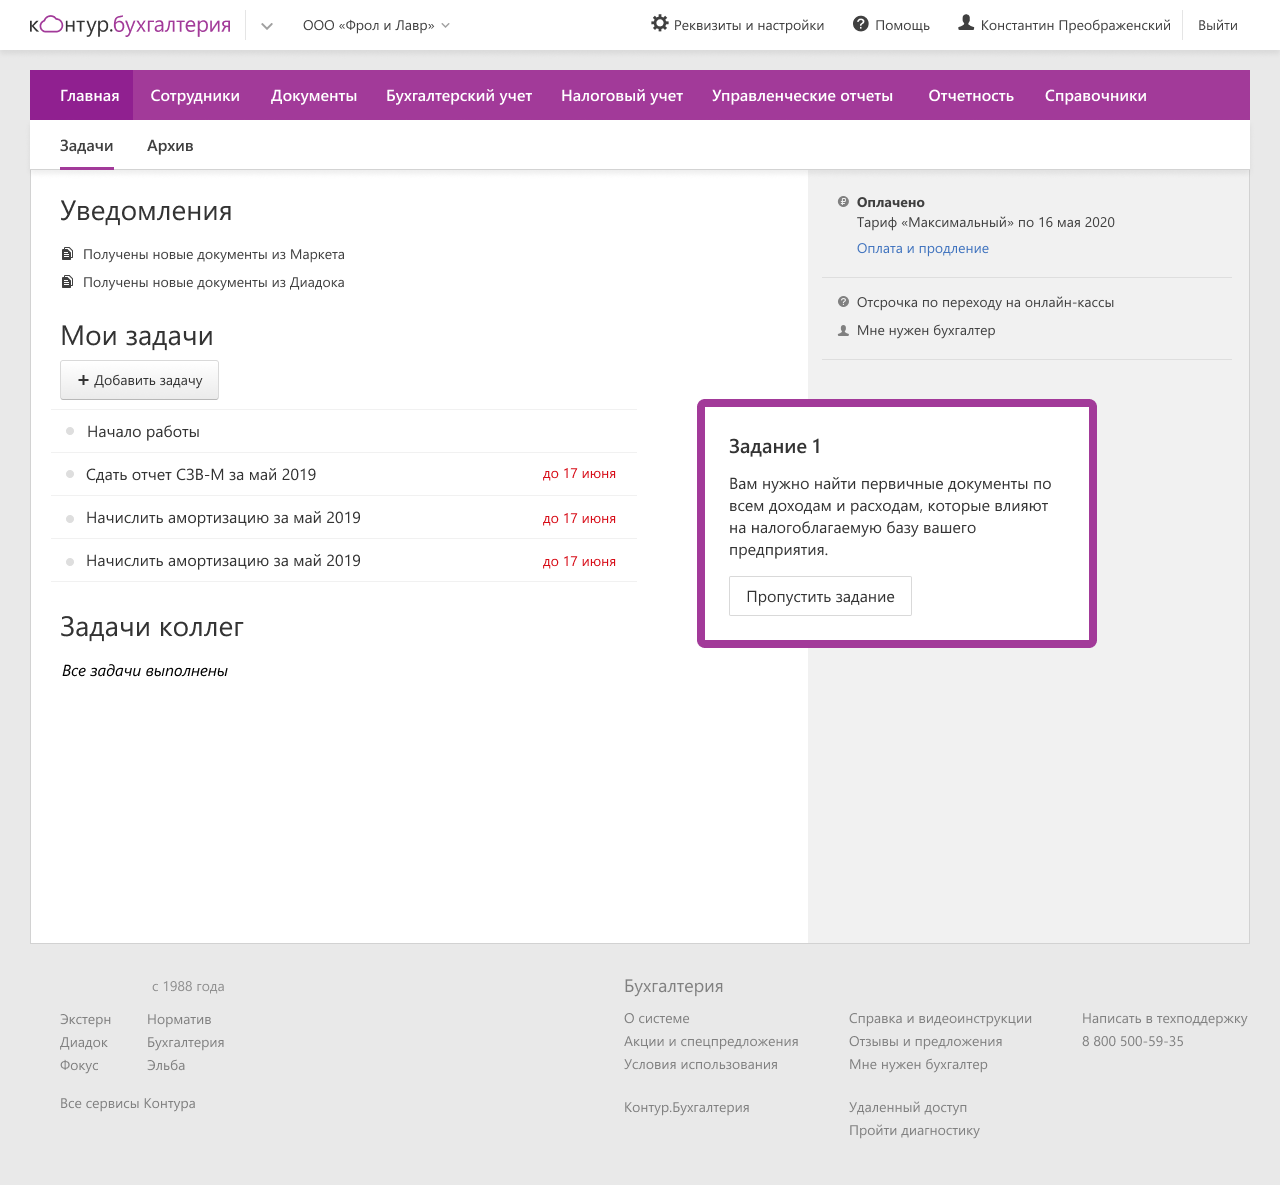 контур.бухгалтерия
ООО «Фрол и Лавр»
Реквизиты и настройки
Помощь
Константин Преображенский
Выйти
Главная
Сотрудники
Документы
Бухгалтерский учет
Налоговый учет
Управленческие отчеты
Отчетность
Справочники
Задачи
Архив
Уведомления
Получены новые документы из Маркета
Получены новые документы из Диадока
Мои задачи
Добавить задачу
Начало работы
Сдать отчет СЗВ-М за май 2019 до 17 июня
Начислить амортизацию за май 2019 до 17 июня
Начислить амортизацию за май 2019 до 17 июня
Задачи коллег
Все задачи выполнены
Оплачено
Тариф «Максимальный» по 16 мая 2020
Оплата и продление
Отсрочка по переходу на онлайн-кассы
Мне нужен бухгалтер
Задание 1
Вам нужно найти первичные документы по
всем доходам и расходам, которые влияют
на налогоблагаемую базу вашего
предприятия.
Пропустить задание
с 1988 года
Экстерн
Диадок
Фокус
Норматив
Бухгалтерия
Эльба
Все сервисы Контура
Бухгалтерия
О системе
Акции и спецпредложения
Условия использования
Контур.Бухгалтерия
Справка и видеоинструкции
Отзывы и предложения
Мне нужен бухгалтер
Удаленный доступ
Пройти диагностику
Написать в техподдержку
8 800 500-59-35